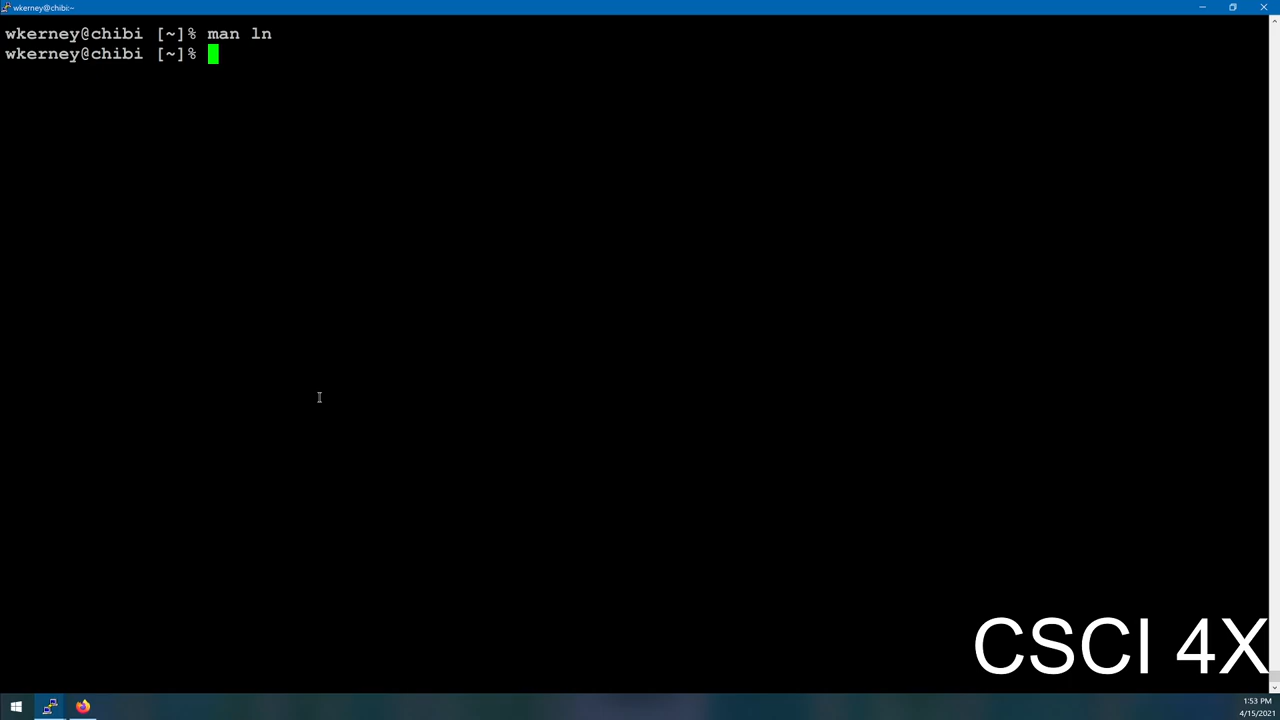 wkerney@chibi:~
wkerney@chibi [~]% man ln
wkerney@chibi [~]%
CSCI 4X
1:53 PM
4/15/2021